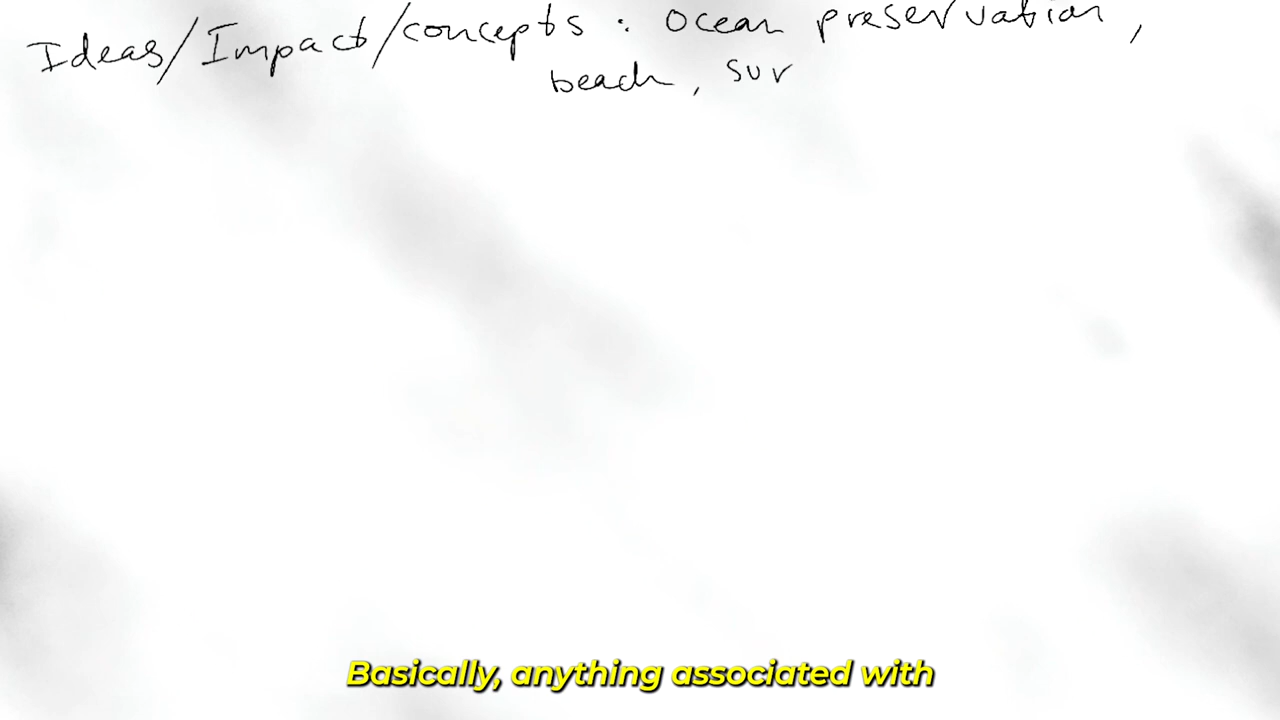 Ideas/Impact/concepts : Ocean preservation,
beach, sur
Basically, anything associated with